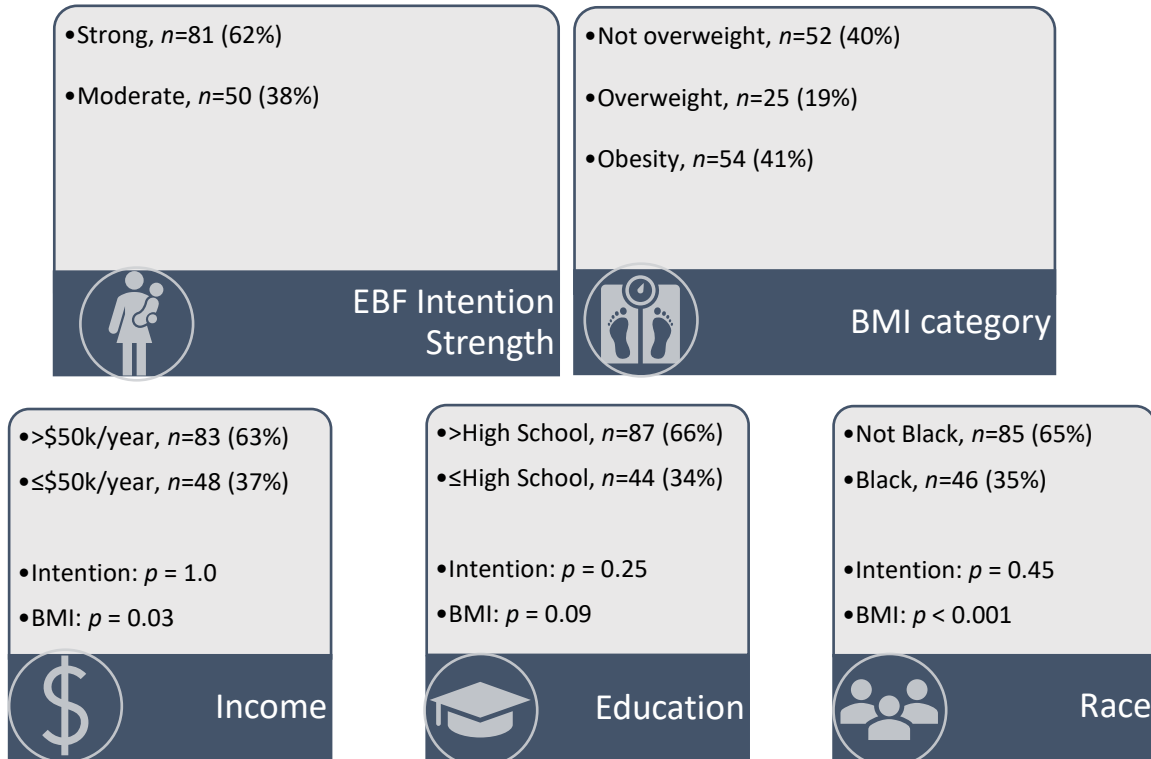 •Strong, n=81 (62%)
•Moderate, n=50 (38%)
EBF Intention
Strength
•Not overweight, n=52 (40%)
•Overweight, n=25 (19%)
•Obesity, n=54 (41%)
BMI category
•>$50k/year, n=83 (63%)
•≤$50k/year, n=48 (37%)
•Intention: p = 1.0
•BMI: p = 0.03
Income
•>High School, n=87 (66%)
•≤High School, n=44 (34%)
•Intention: p = 0.25
•BMI: p = 0.09
Education
•Not Black, n=85 (65%)
•Black, n=46 (35%)
•Intention: p = 0.45
•BMI: p < 0.001
Race